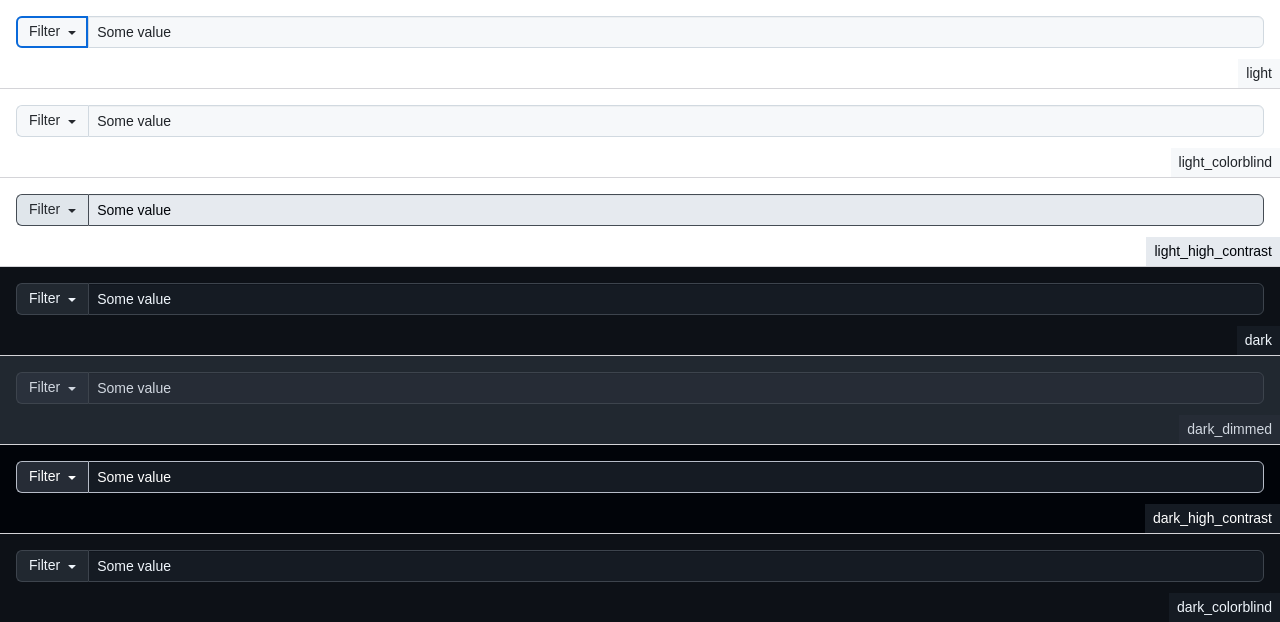 Filter Some value
light
Filter Some value
light_colorblind
Filter Some value
light_high_contrast
Filter Some value
dark
Filter Some value
dark_dimmed
Filter Some value
dark_high_contrast
Filter Some value
dark_colorblind